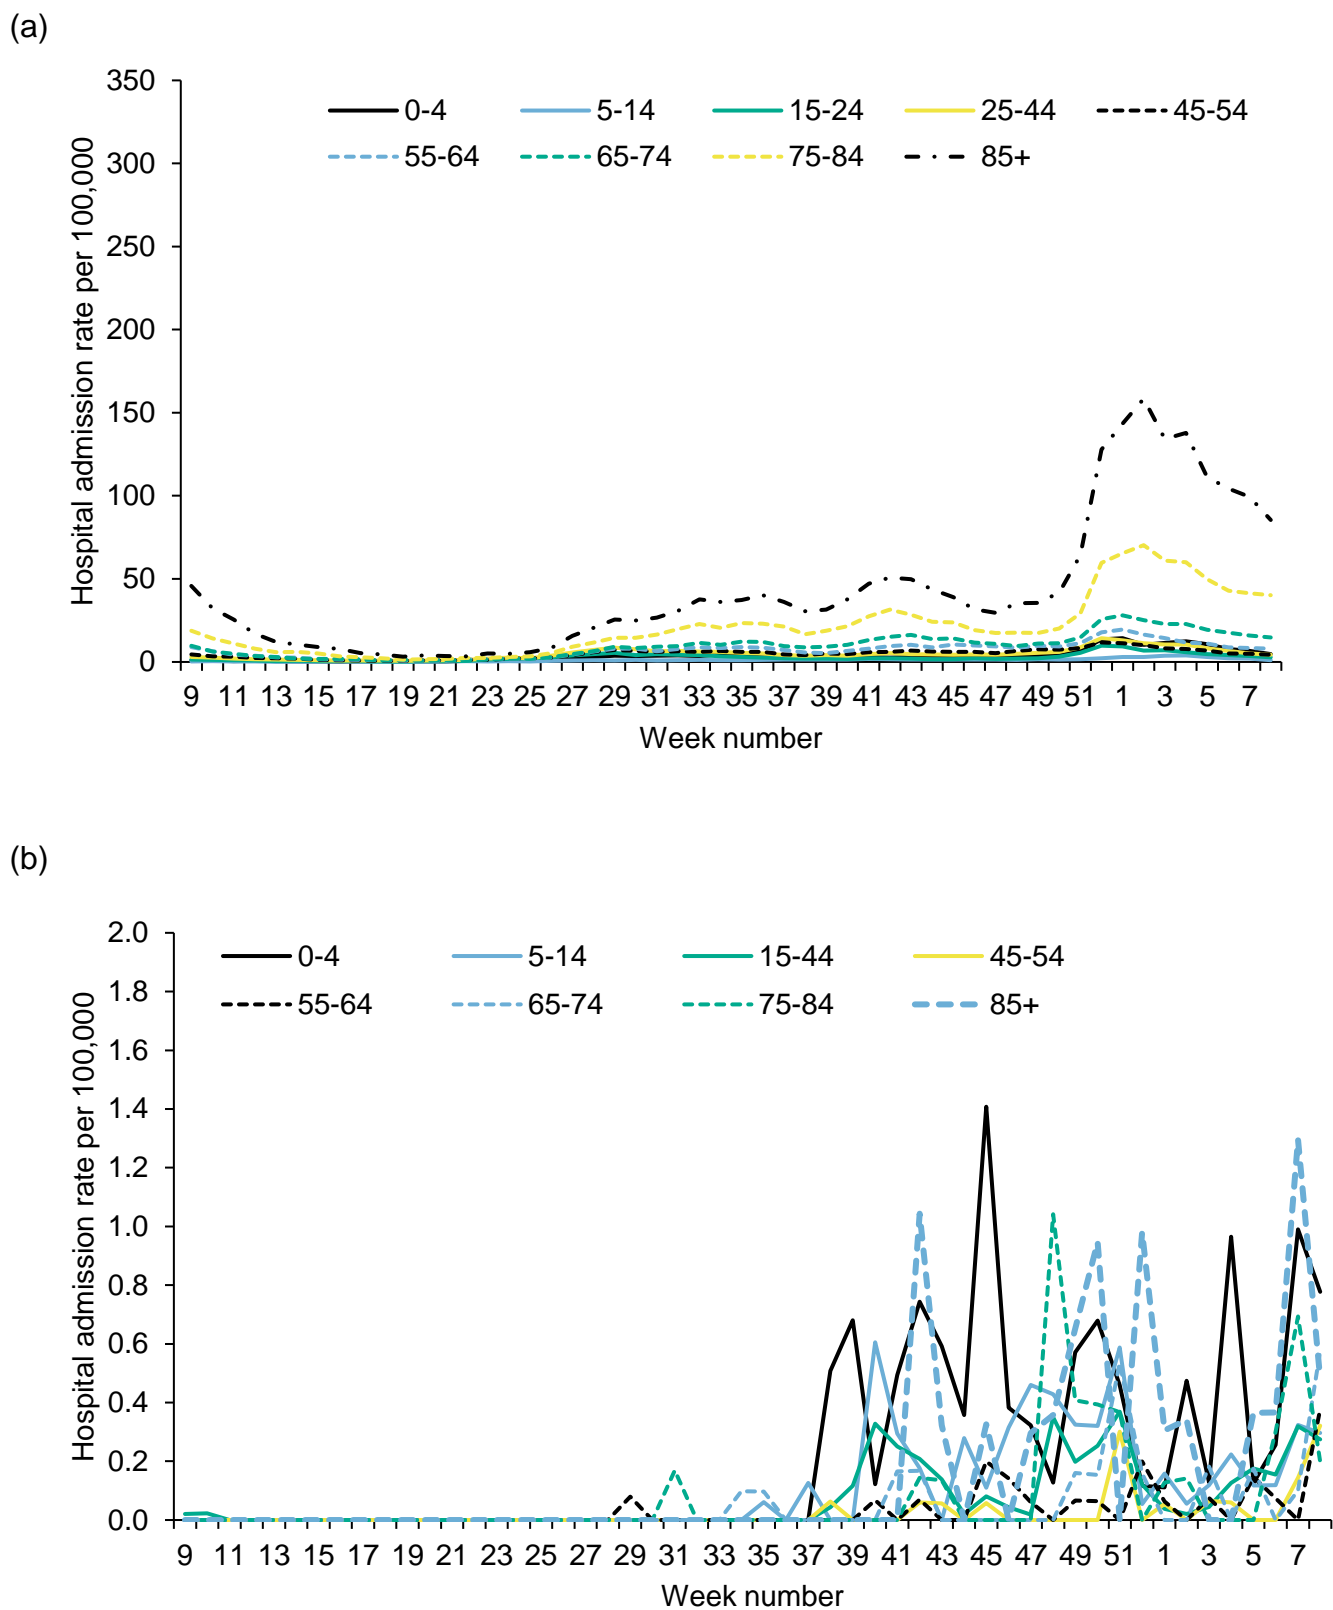 (a)
Hospital admission rate per 100,000
350
300
250
200
150
100
50
0
0-4 5-14 15-24 25-44 45-54
55-64 65-74 75-84 85+
9 11 13 15 17 19 21 23 25 27 29 31 33 35 37 39 41 43 45 47 49 51 1 3 5 7
Week number
(b)
Hospital admission rate per 100,000
2.0
1.8
1.6
1.4
1.2
1.0
0.8
0.6
0.4
0.2
0.0
0-4 5-14 15-44 45-54
55-64 65-74 75-84 85+
9 11 13 15 17 19 21 23 25 27 29 31 33 35 37 39 41 43 45 47 49 51 1 3 5 7
Week number